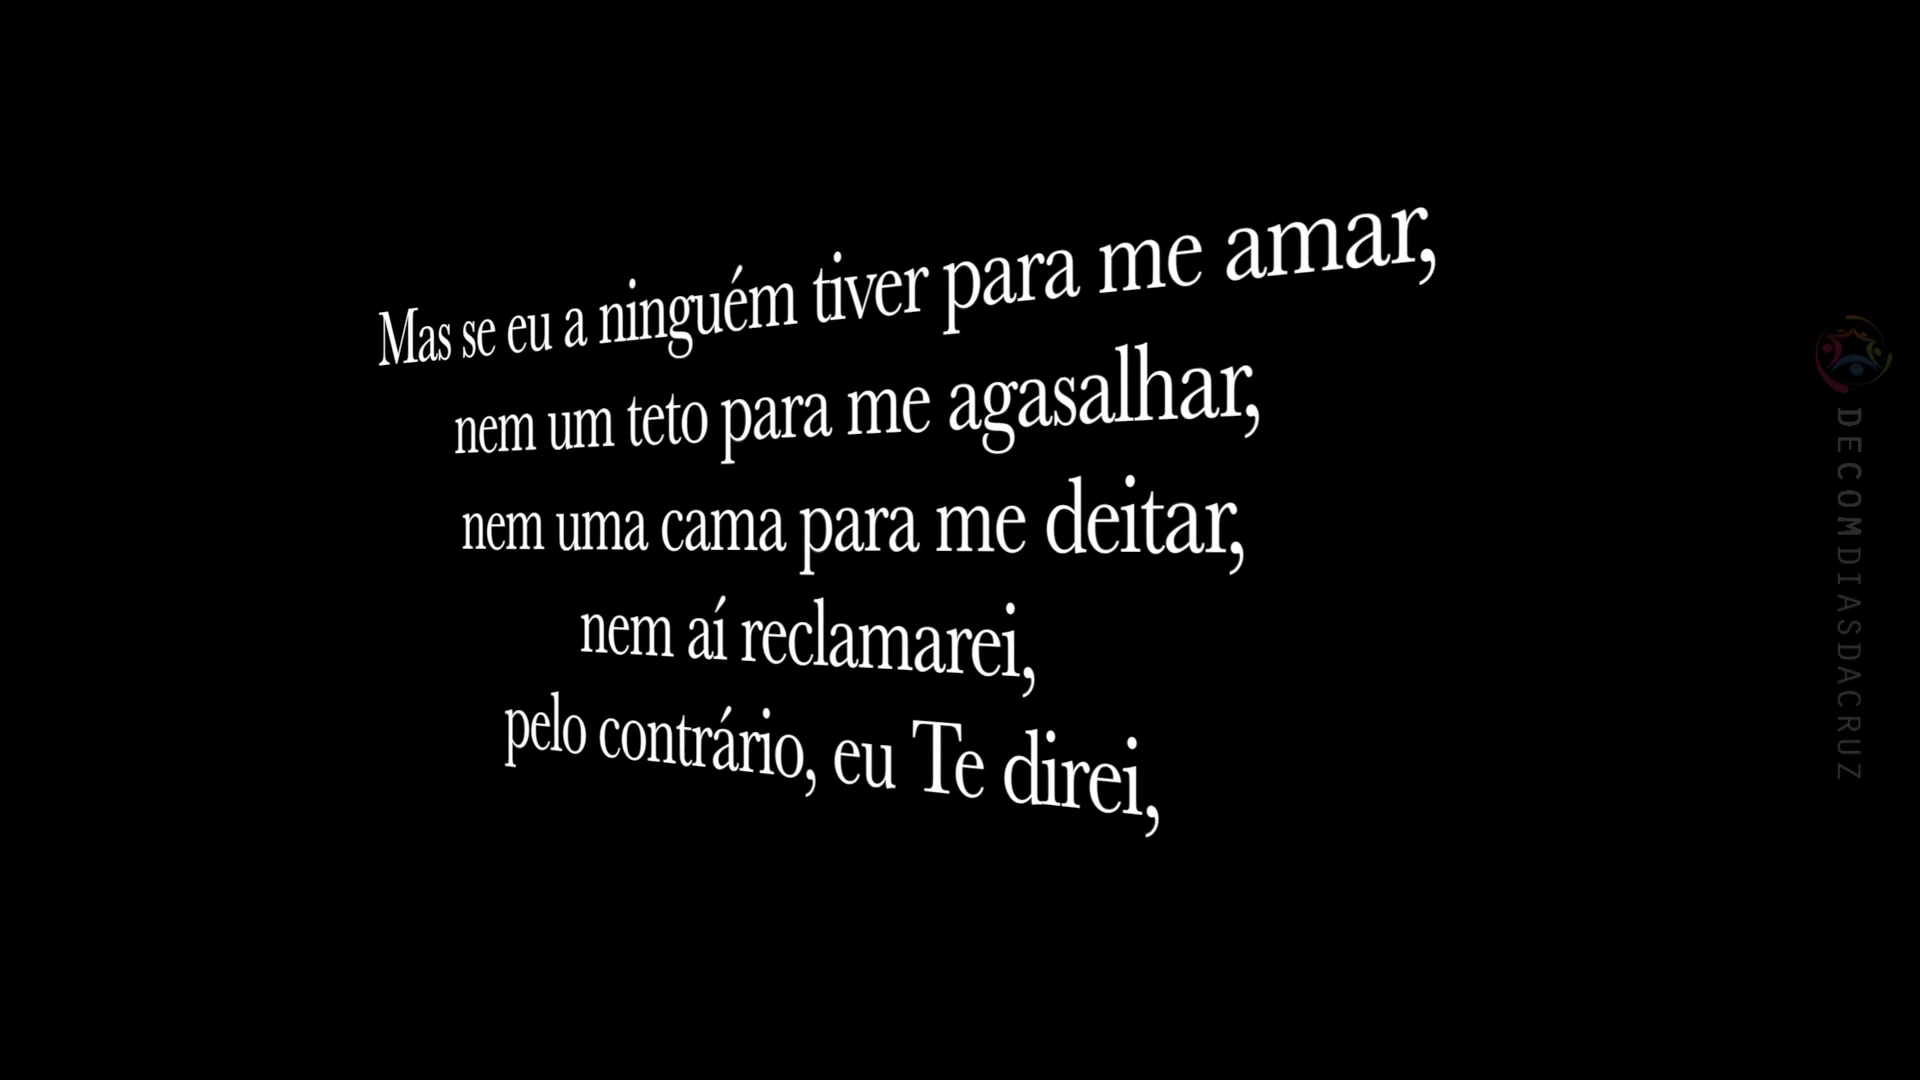 Mas se eu a ninguém tiver para me amar,
nem um teto para me agasalhar,
nem uma cama para me deitar,
nem aí reclamarei,
pelo contrário, eu Te direi,
DECOMDIASDACRUZ